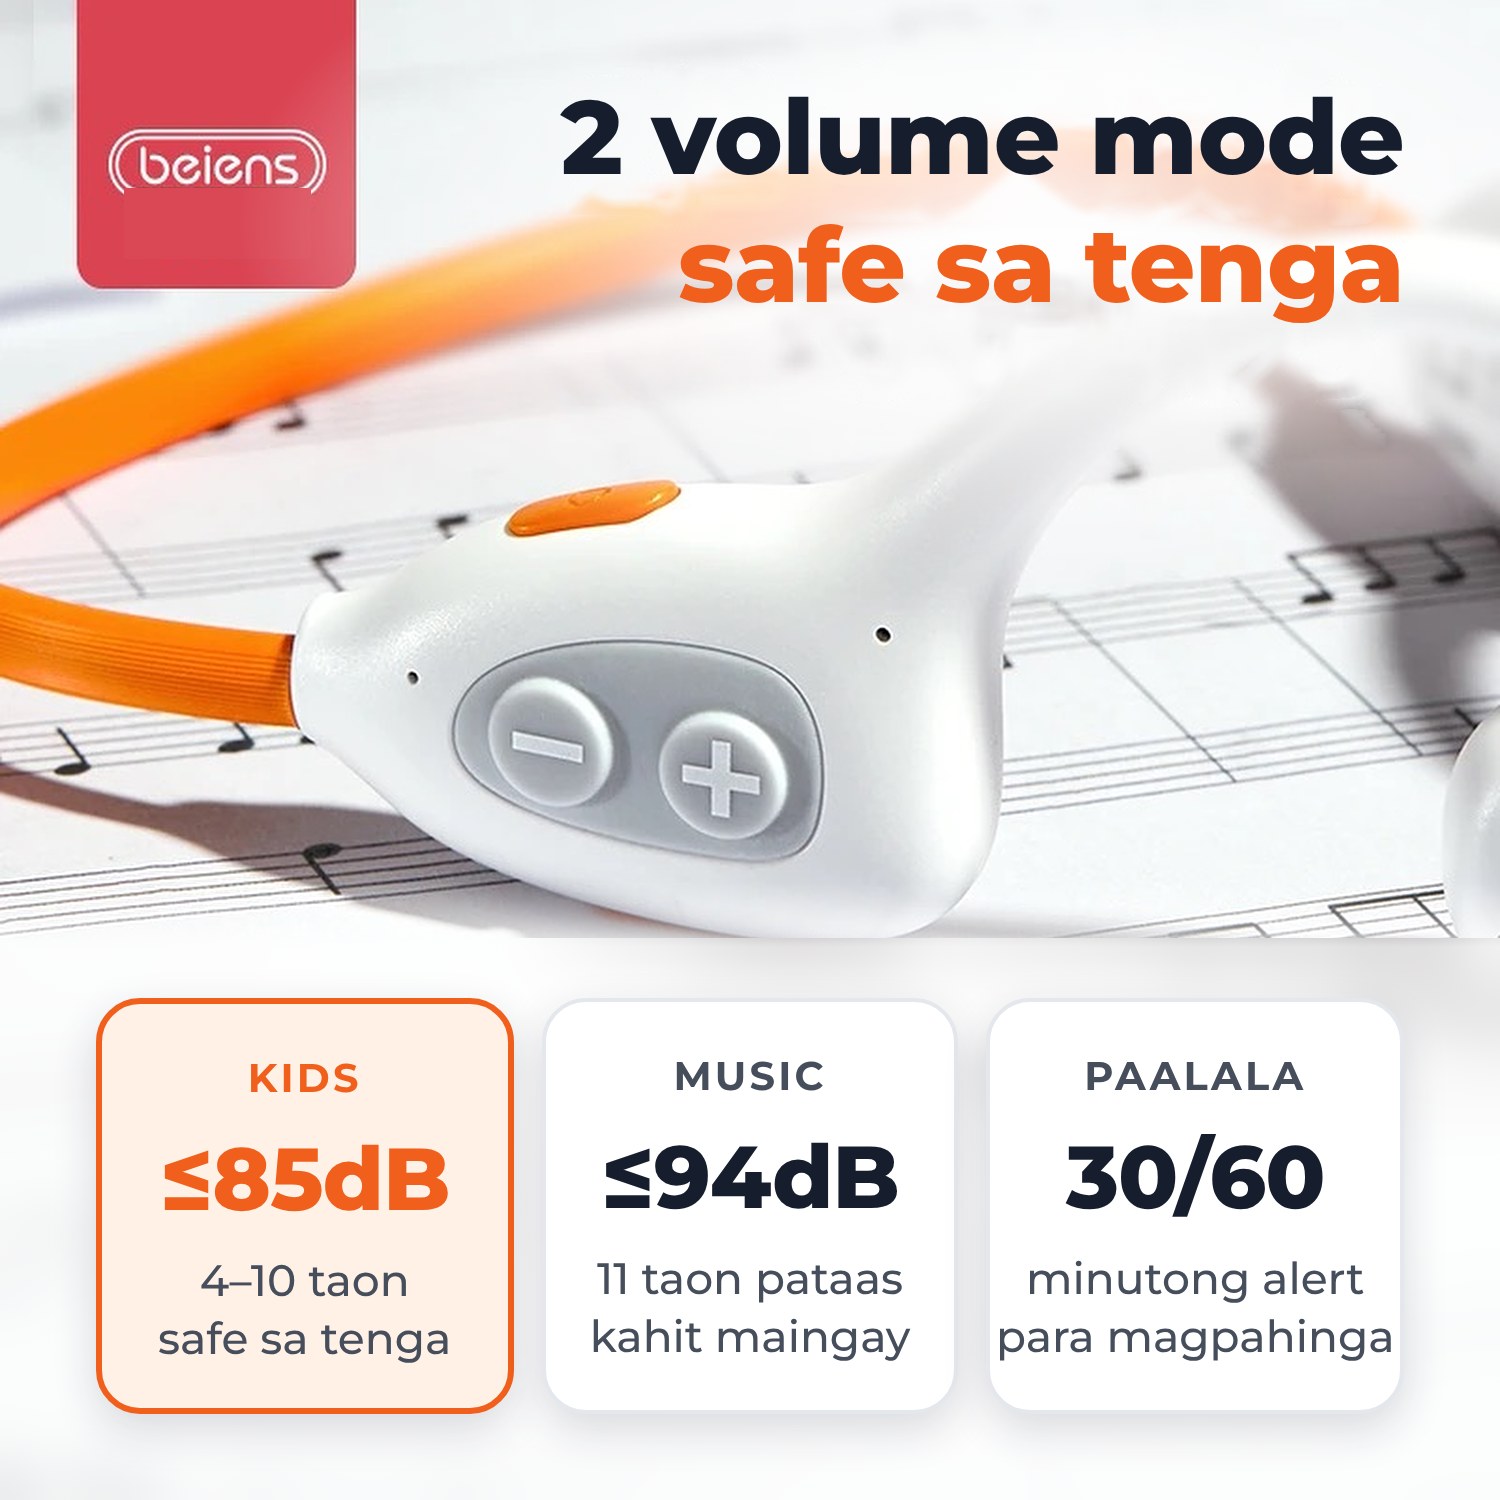 beiens
2 volume mode
safe sa tenga
KIDS
≤85dB
4–10 taon
safe sa tenga
MUSIC
≤94dB
11 taon pataas
kahit maingay
PAALALA
30/60
minutong alert
para magpahinga